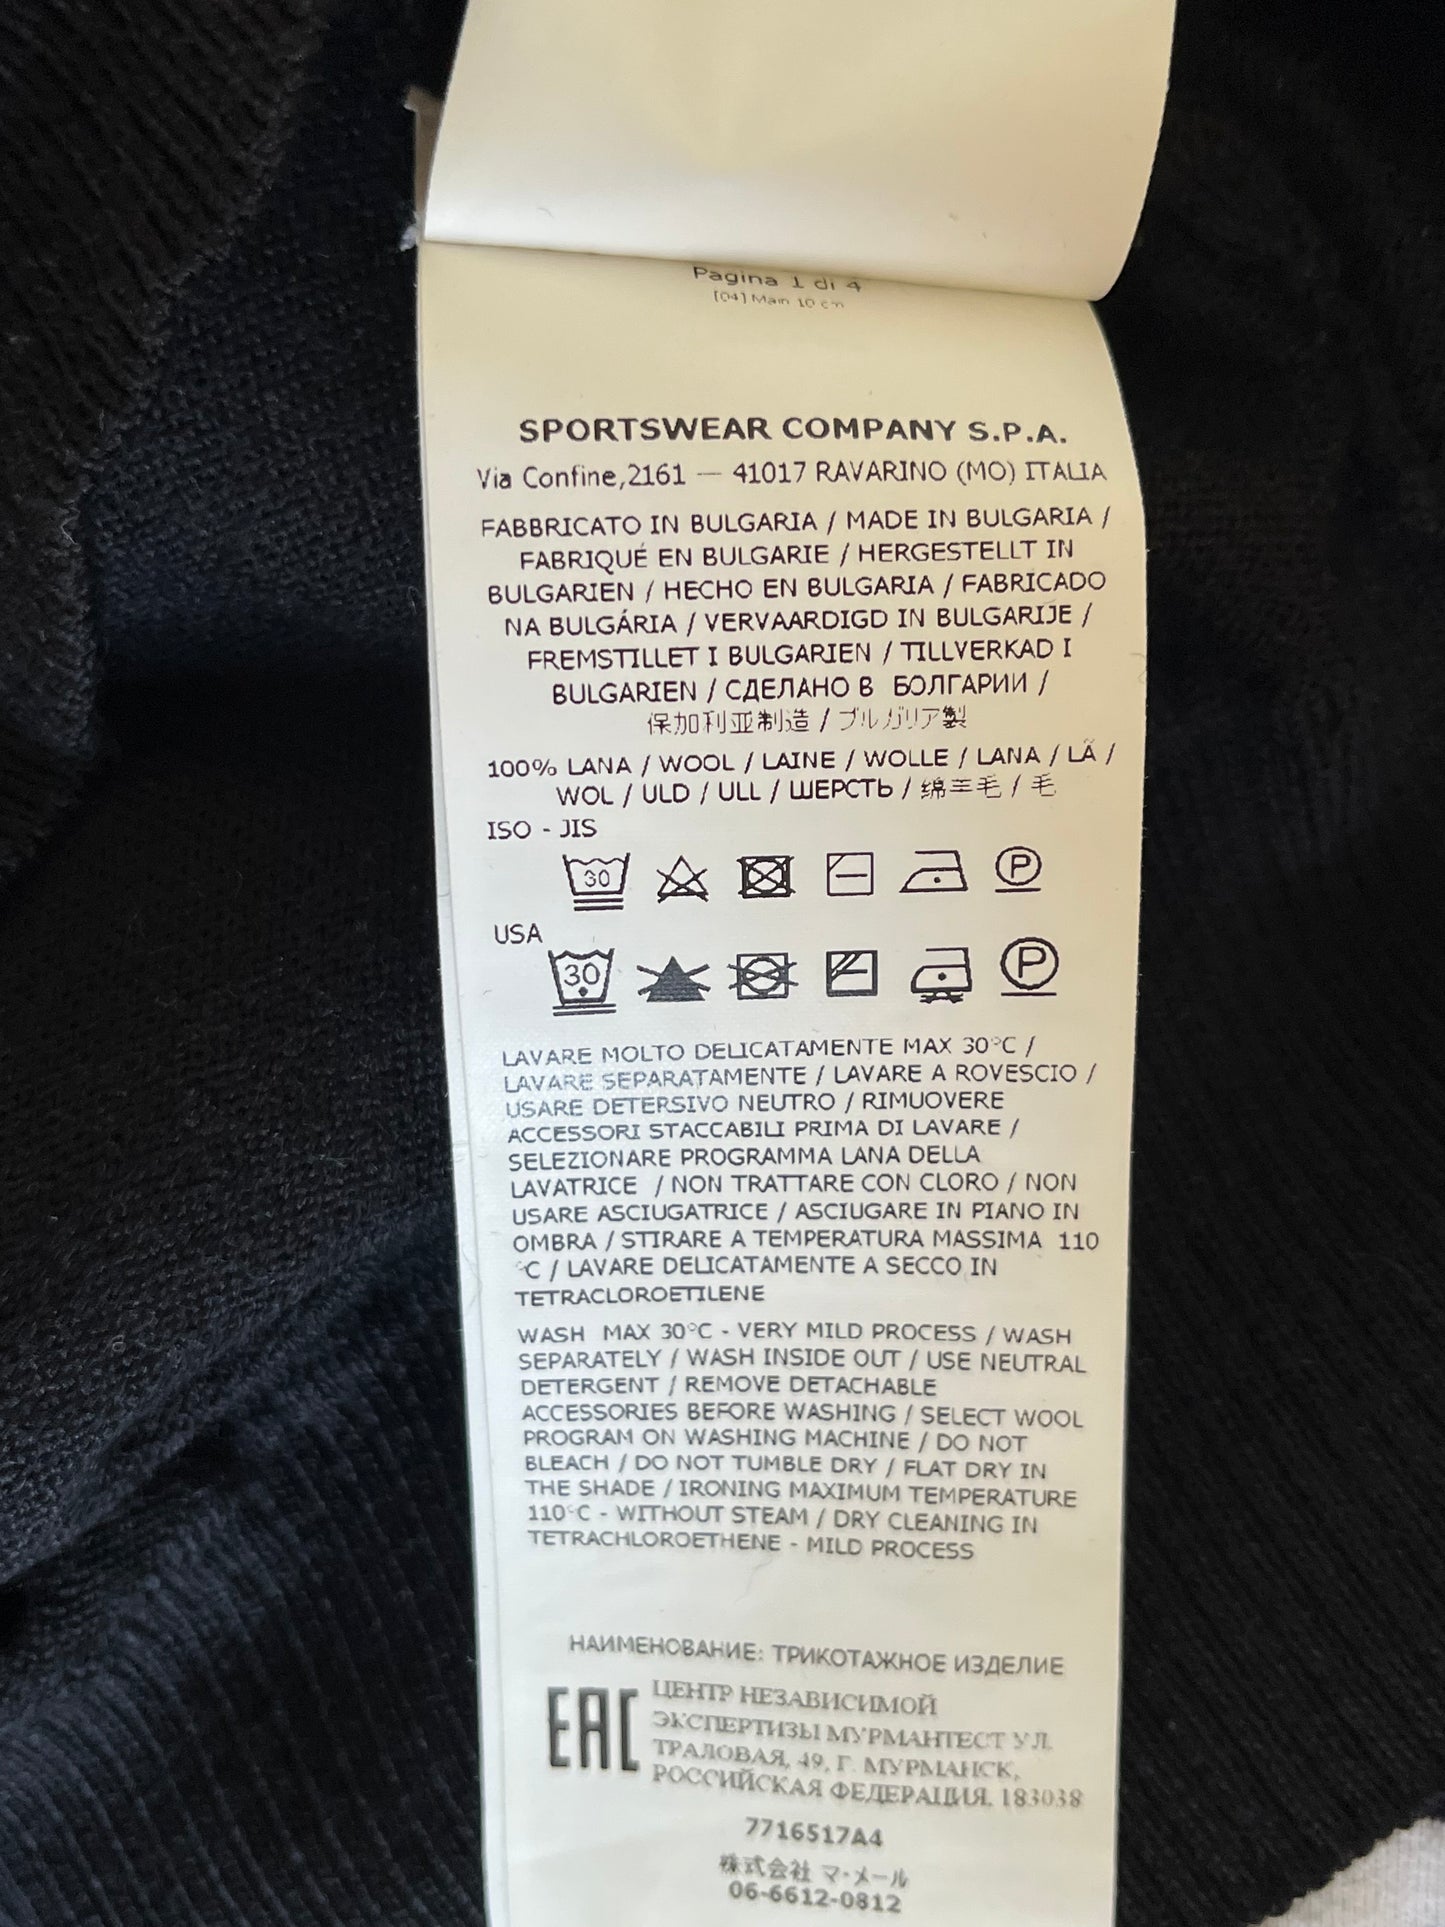 Pagina 1 di 4
[04] Main 10 cm
SPORTSWEAR COMPANY S.P.A.
Via Confine,2161 — 41017 RAVARINO (MO) ITALIA
FABBRICATO IN BULGARIA / MADE IN BULGARIA /
FABRIQUÉ EN BULGARIE / HERGESTELLT IN
BULGARIEN / HECHO EN BULGARIA / FABRICADO
NA BULGÁRIA / VERVAARDIGD IN BULGARIJE /
FREMSTILLET I BULGARIEN / TILLVERKAD I
BULGARIEN / СДЕЛАНО В БОЛГАРИИ /
保加利亚制造 / ブルガリア製
100% LANA / WOOL / LAINE / WOLLE / LANA / LÃ /
WOL / ULD / ULL / ШЕРСТЬ / 绵羊毛 / 毛
ISO - JIS
30 P
USA
30 P
LAVARE MOLTO DELICATAMENTE MAX 30°C /
LAVARE SEPARATAMENTE / LAVARE A ROVESCIO /
USARE DETERSIVO NEUTRO / RIMUOVERE
ACCESSORI STACCABILI PRIMA DI LAVARE /
SELEZIONARE PROGRAMMA LANA DELLA
LAVATRICE / NON TRATTARE CON CLORO / NON
USARE ASCIUGATRICE / ASCIUGARE IN PIANO IN
OMBRA / STIRARE A TEMPERATURA MASSIMA 110
°C / LAVARE DELICATAMENTE A SECCO IN
TETRACLOROETILENE
WASH MAX 30°C - VERY MILD PROCESS / WASH
SEPARATELY / WASH INSIDE OUT / USE NEUTRAL
DETERGENT / REMOVE DETACHABLE
ACCESSORIES BEFORE WASHING / SELECT WOOL
PROGRAM ON WASHING MACHINE / DO NOT
BLEACH / DO NOT TUMBLE DRY / FLAT DRY IN
THE SHADE / IRONING MAXIMUM TEMPERATURE
110°C - WITHOUT STEAM / DRY CLEANING IN
TETRACHLOROETHENE - MILD PROCESS
НАИМЕНОВАНИЕ: ТРИКОТАЖНОЕ ИЗДЕЛИЕ
EAC
ЦЕНТР НЕЗАВИСИМОЙ
ЭКСПЕРТИЗЫ МУРМАНТЕСТ УЛ.
ТРАЛОВАЯ, 49, Г. МУРМАНСК,
РОССИЙСКАЯ ФЕДЕРАЦИЯ, 183038
7716517A4
株式会社 マ・メール
06-6612-0812